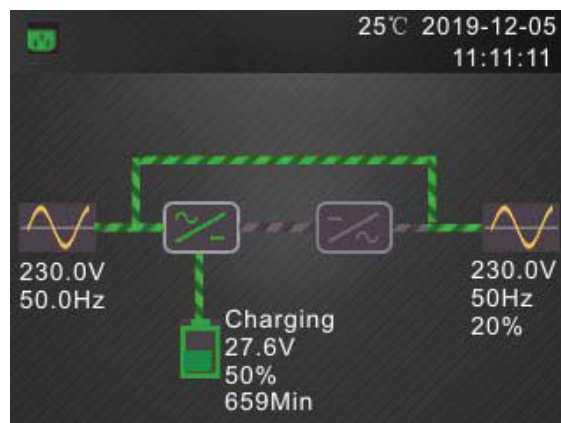 25℃ 2019-12-05
11:11:11
230.0V
50.0Hz
230.0V
50Hz
20%
Charging
27.6V
50%
659Min